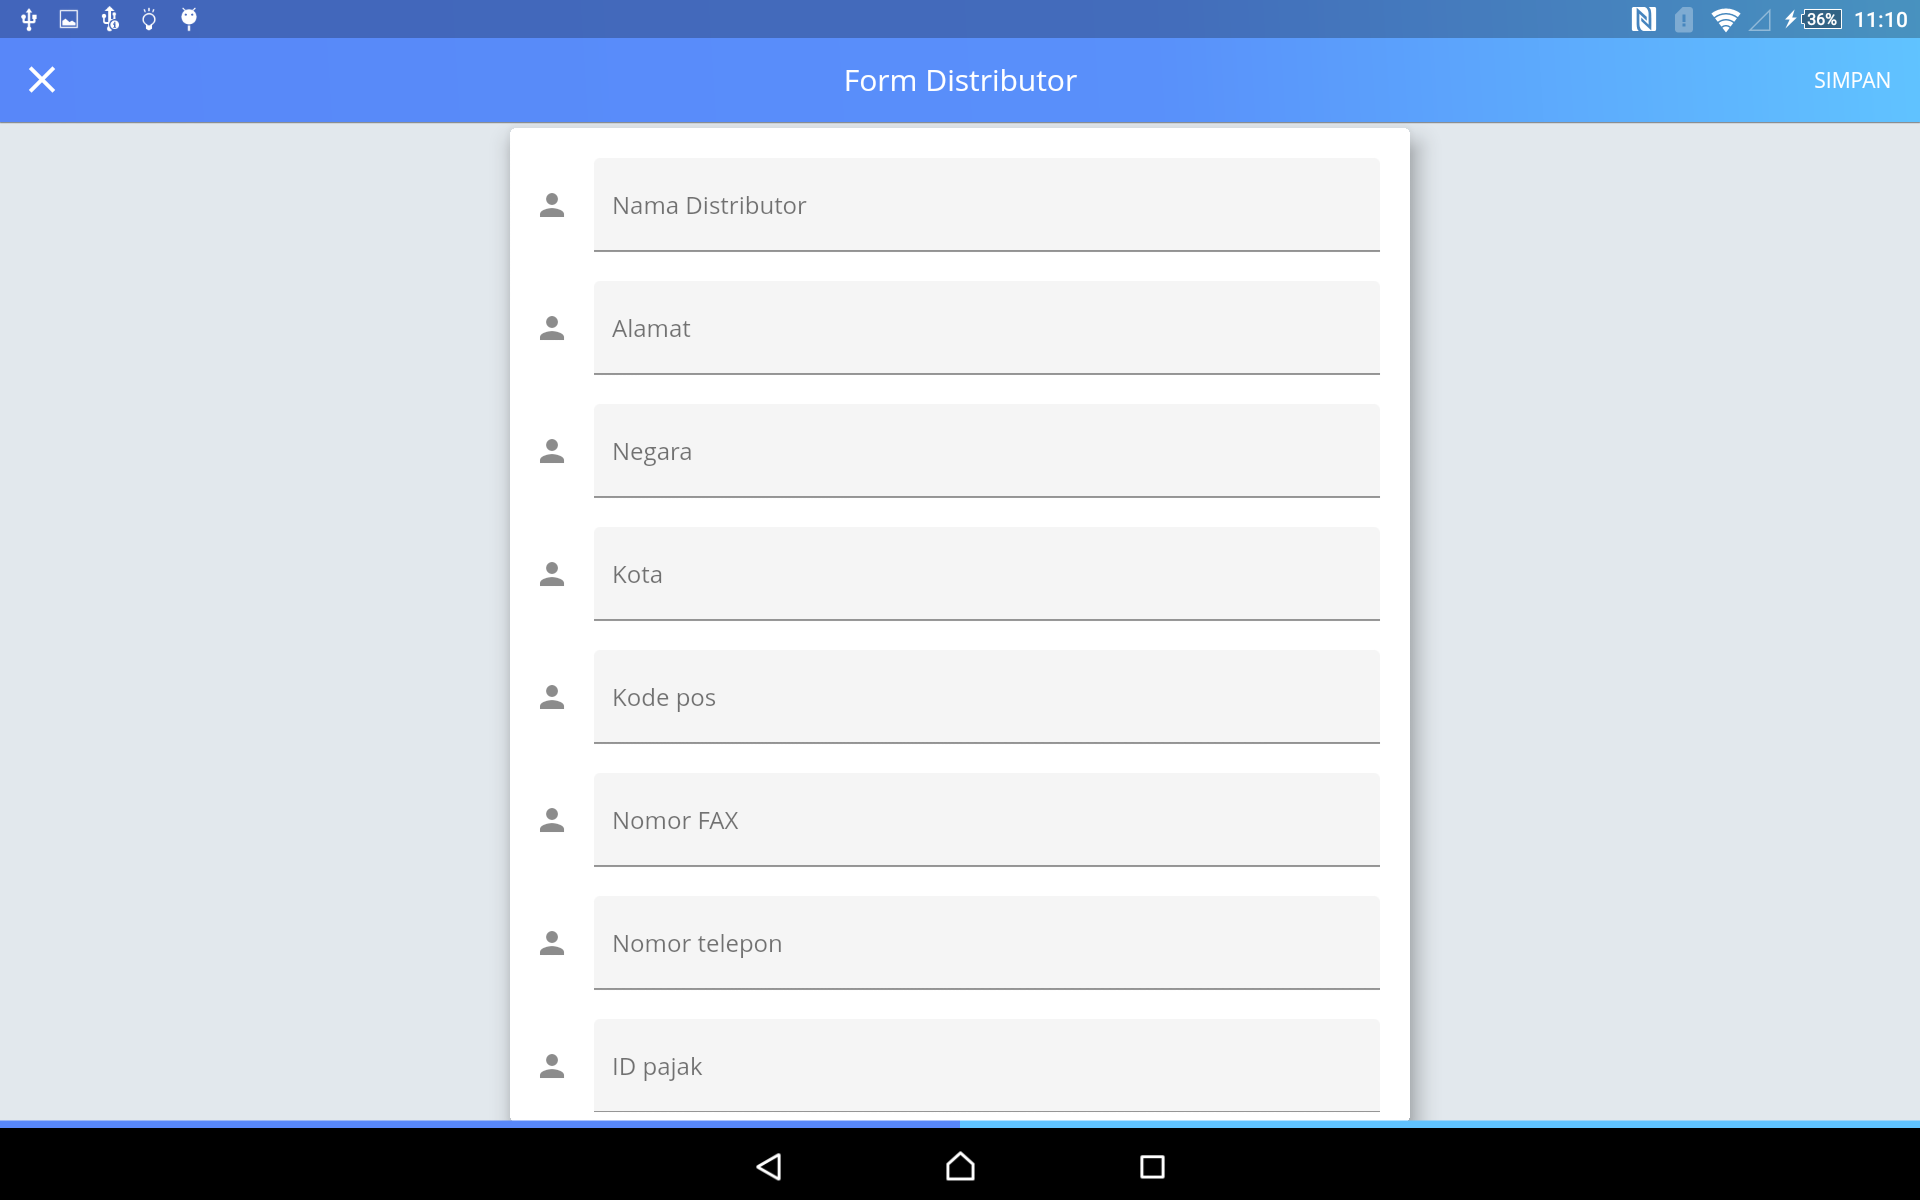 36%
11:10
Form Distributor
SIMPAN
Nama Distributor
Alamat
Negara
Kota
Kode pos
Nomor FAX
Nomor telepon
ID pajak